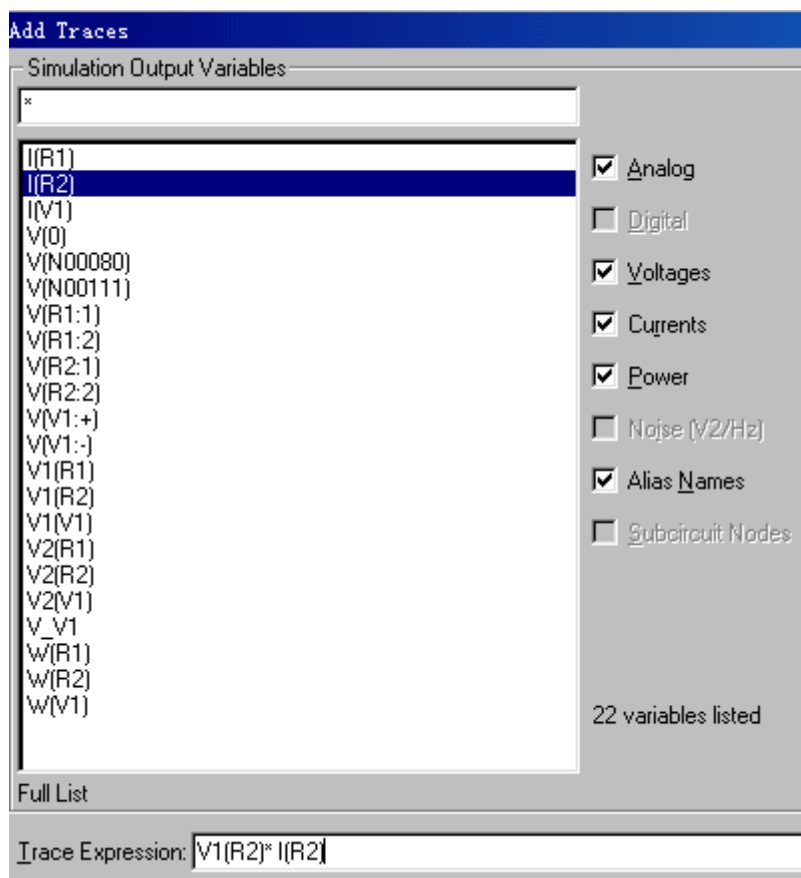 Add Traces
Simulation Output Variables
*
I(R1)
I(R2)
I(V1)
V(0)
V(N00080)
V(N00111)
V(R1:1)
V(R1:2)
V(R2:1)
V(R2:2)
V(V1:+)
V(V1:-)
V1(R1)
V1(R2)
V1(V1)
V2(R1)
V2(R2)
V2(V1)
V_V1
W(R1)
W(R2)
W(V1)
Analog
Digital
Voltages
Currents
Power
Noise (V2/Hz)
Alias Names
Subcircuit Nodes
22 variables listed
Full List
Trace Expression: V1(R2)* I(R2)